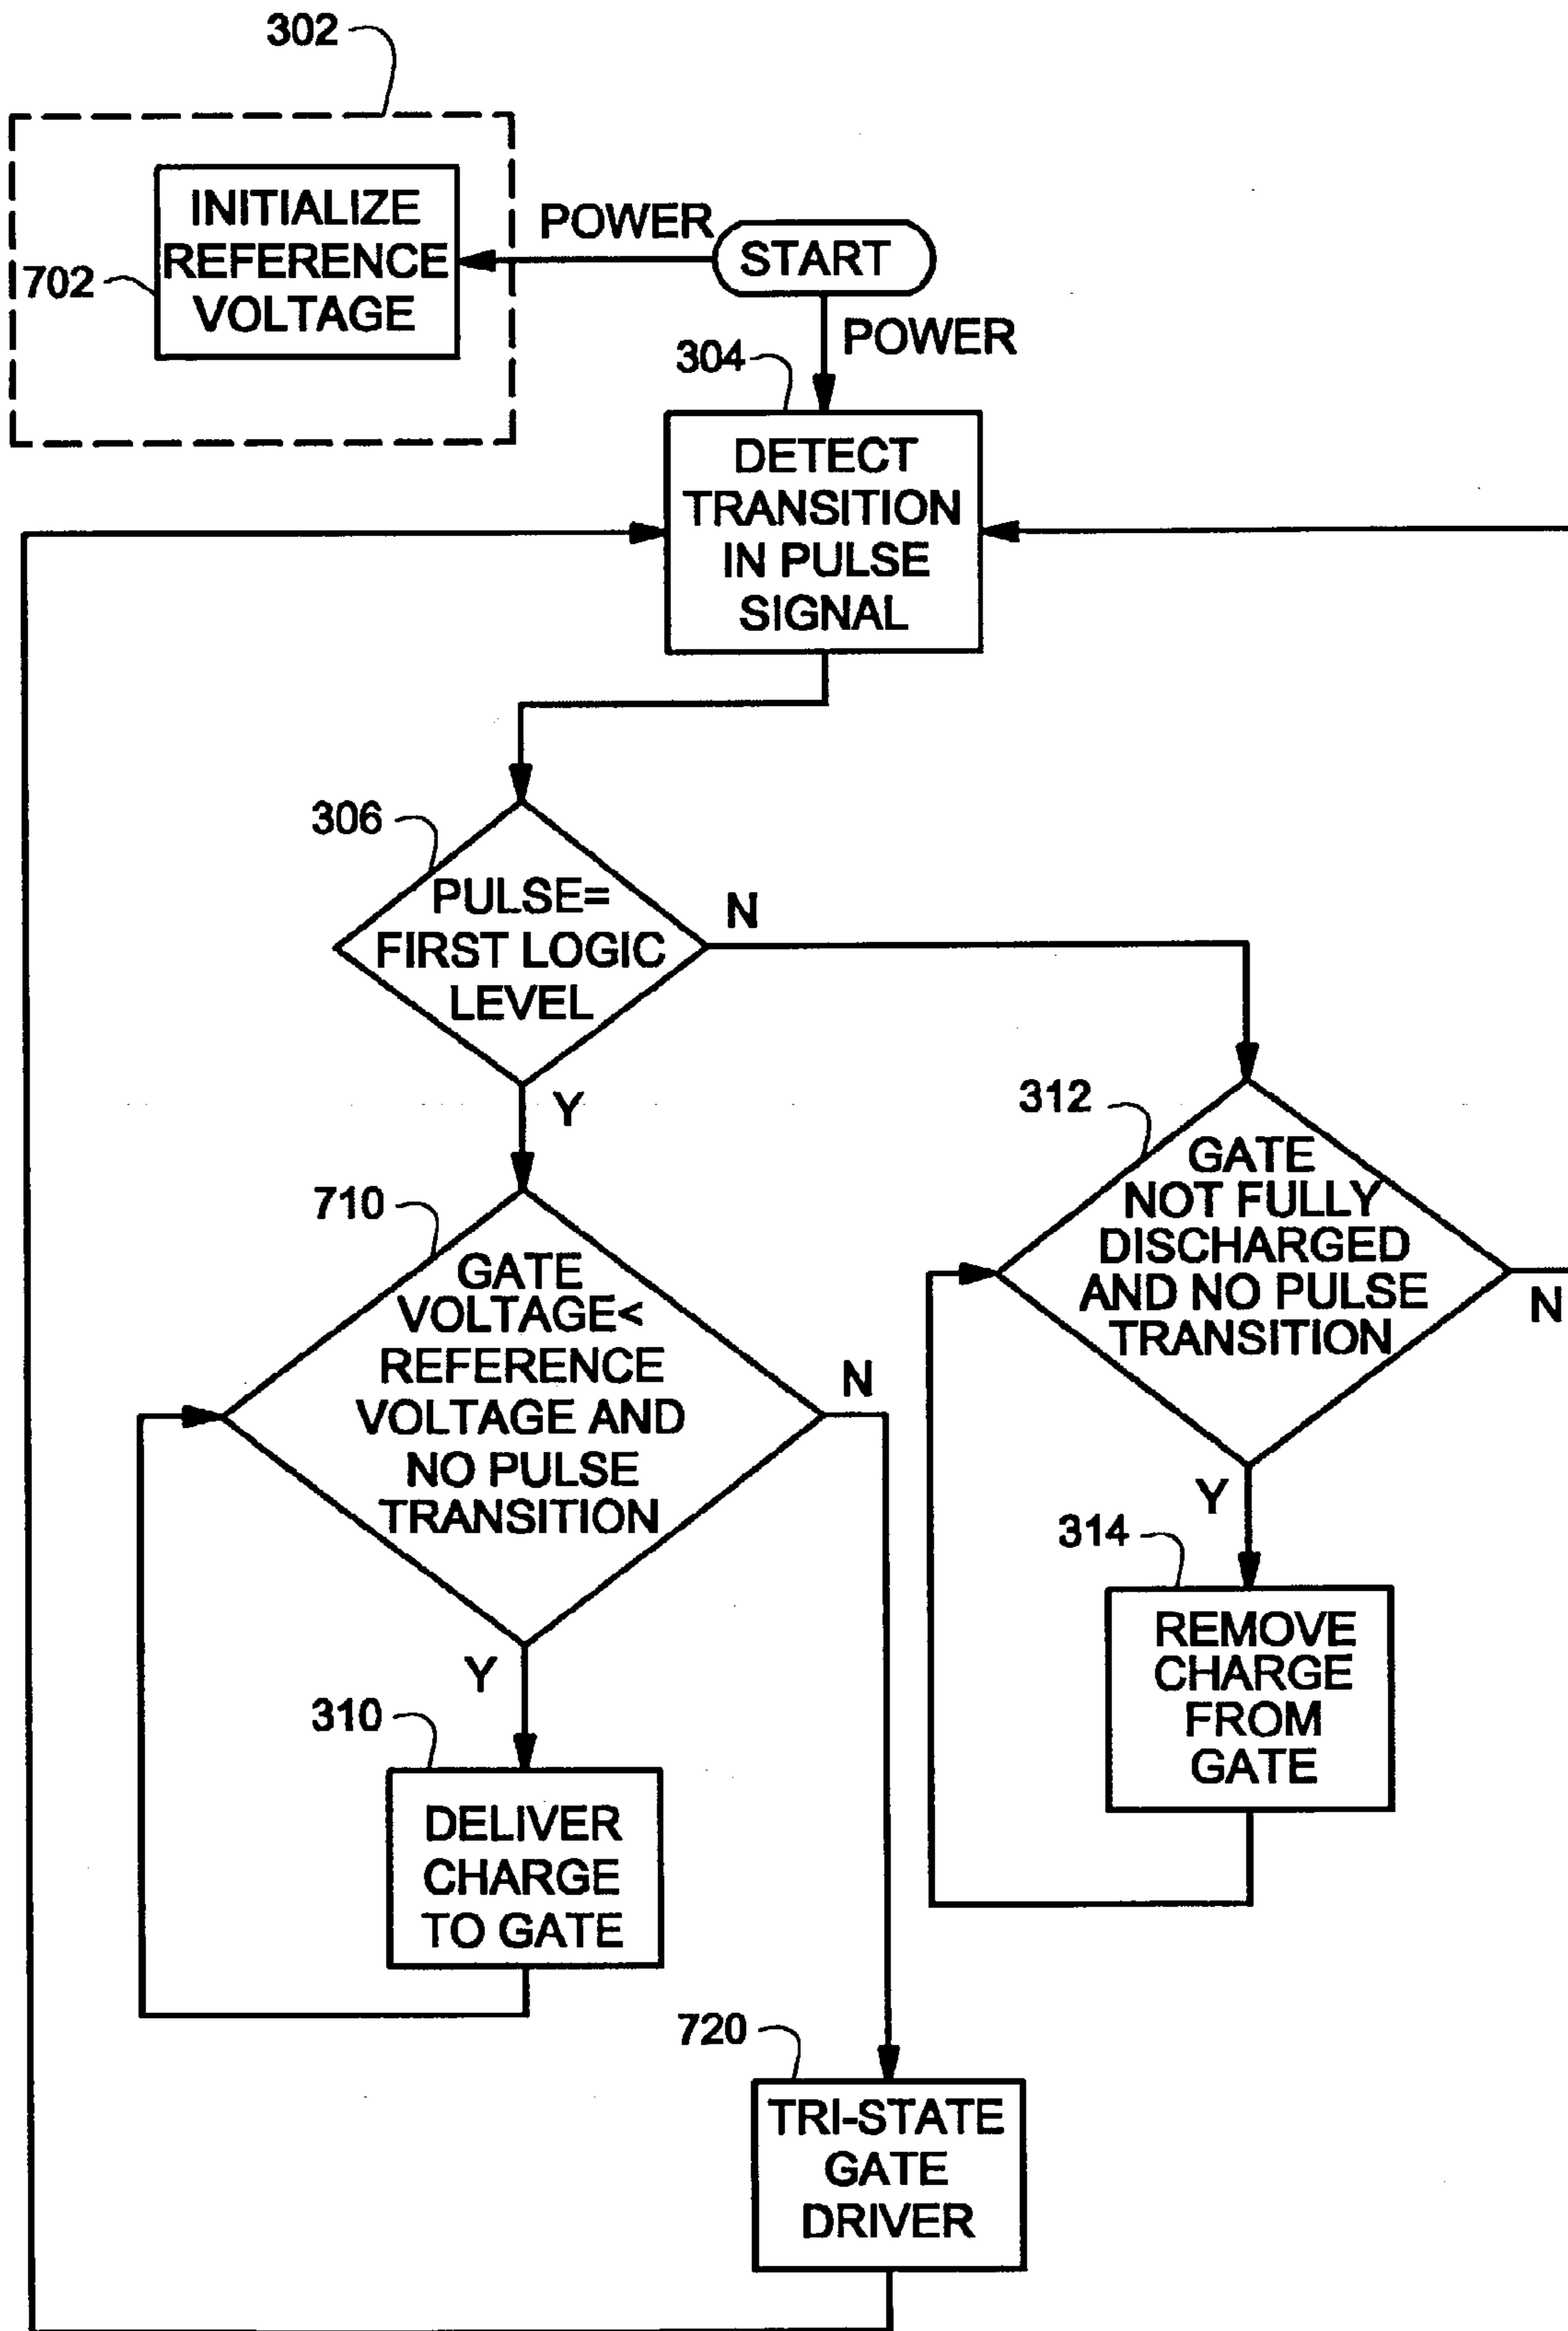 302
INITIALIZE
REFERENCE
VOLTAGE
702
POWER
START
POWER
304
DETECT
TRANSITION
IN PULSE
SIGNAL
306
PULSE=
FIRST LOGIC
LEVEL
N
Y
312
GATE
NOT FULLY
DISCHARGED
AND NO PULSE
TRANSITION
N
Y
710
GATE
VOLTAGE<
REFERENCE
VOLTAGE AND
NO PULSE
TRANSITION
N
Y
314
REMOVE
CHARGE
FROM
GATE
310
DELIVER
CHARGE
TO GATE
720
TRI-STATE
GATE
DRIVER